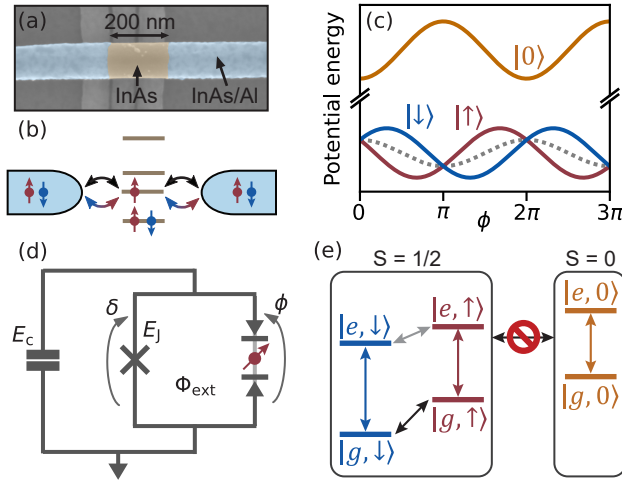 (a)
200 nm
InAs
InAs/Al
(b)
(c)
Potential energy
|0⟩
|↓⟩
|↑⟩
0
π
ϕ
2π
3π
(d)
E_c
δ
E_J
Φ_ext
ϕ
(e)
S = 1/2
S = 0
|e,↓⟩
|e,↑⟩
|e,0⟩
|g,↓⟩
|g,↑⟩
|g,0⟩